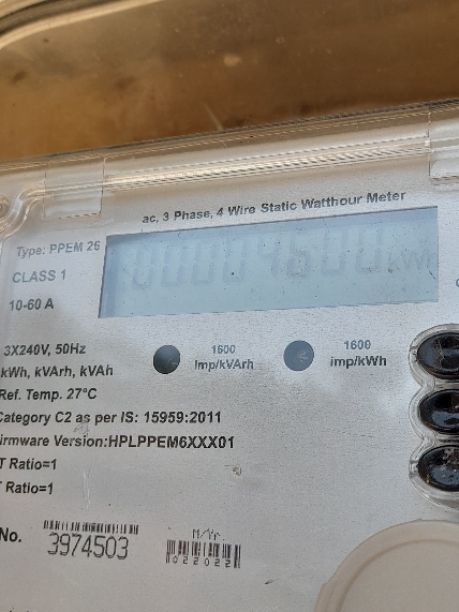 ac, 3 Phase, 4 Wire Static Watthour Meter
Type: PPEM 26
CLASS 1
10-60 A
3X240V, 50Hz
kWh, kVArh, kVAh
1600
Imp/kVArh
1600
imp/kWh
Ref. Temp. 27°C
Category C2 as per IS: 15959:2011
irmware Version:HPLPPEM6XXX01
T Ratio=1
T Ratio=1
No.
3974503
M/Yr.
022022